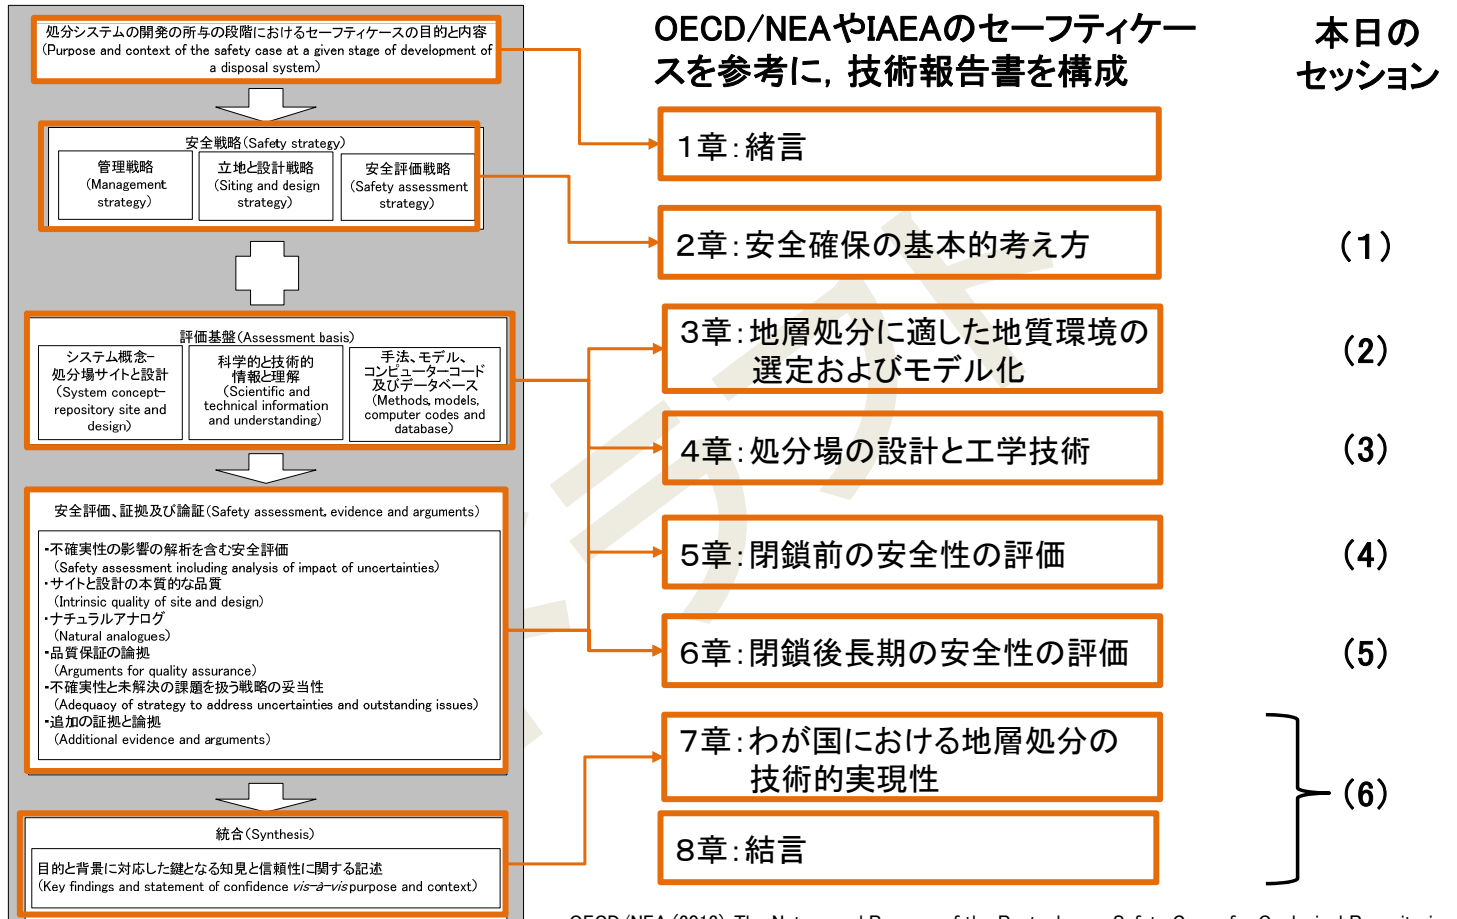 処分システムの開発の所与の段階におけるセーフティケースの目的と内容
(Purpose and context of the safety case at a given stage of development of
a disposal system)
安全戦略(Safety strategy)
管理戦略
(Management
strategy)
立地と設計戦略
(Siting and design
strategy)
安全評価戦略
(Safety assessment
strategy)
評価基盤(Assessment basis)
システム概念-
処分場サイトと設計
(System concept-
repository site and
design)
科学的と技術的
情報と理解
(Scientific and
technical information
and understanding)
手法、モデル、
コンピューターコード
及びデータベース
(Methods, models,
computer codes and
database)
安全評価、証拠及び論証(Safety assessment, evidence and arguments)
・不確実性の影響の解析を含む安全評価
(Safety assessment including analysis of impact of uncertainties)
・サイトと設計の本質的な品質
(Intrinsic quality of site and design)
・ナチュラルアナログ
(Natural analogues)
・品質保証の論拠
(Arguments for quality assurance)
・不確実性と未解決の課題を扱う戦略の妥当性
(Adequacy of strategy to address uncertainties and outstanding issues)
・追加の証拠と論拠
(Additional evidence and arguments)
統合(Synthesis)
目的と背景に対応した鍵となる知見と信頼性に関する記述
(Key findings and statement of confidence vis-à-vis purpose and context)
OECD/NEAやIAEAのセーフティケー
スを参考に，技術報告書を構成
本日の
セッション
1章：緒言
2章：安全確保の基本的考え方
(1)
3章：地層処分に適した地質環境の
選定およびモデル化
(2)
4章：処分場の設計と工学技術
(3)
5章：閉鎖前の安全性の評価
(4)
6章：閉鎖後長期の安全性の評価
(5)
7章：わが国における地層処分の
技術的実現性
8章：結言
(6)
ドラフト